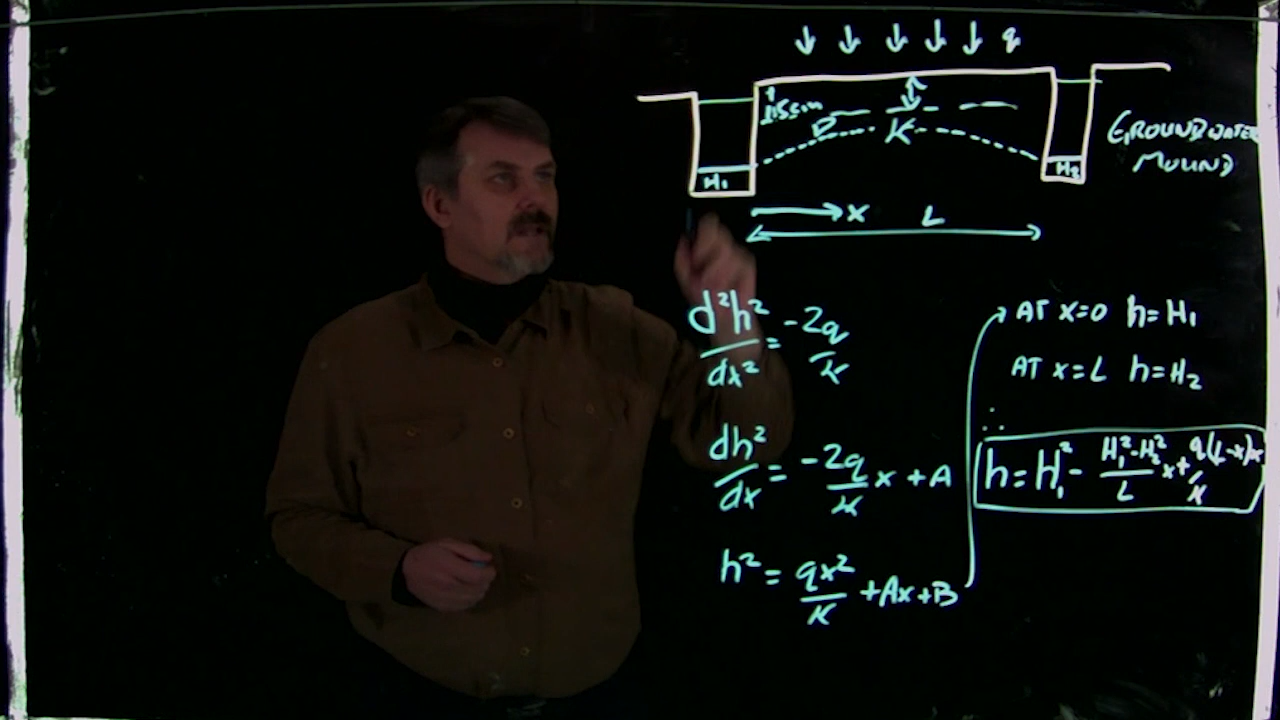 ↓ ↓ ↓ ↓ ↓ q
K
GROUNDWATER
MOUND
H₁
H₂
x L
d²h²/dx² = -2q/K
dh²/dx = -2q/K x + A
h² = qx²/K + Ax + B
AT x=0 h=H₁
AT x=L h=H₂
∴
h = H₁² - (H₁²-H₂²)/L x + q(L-x)x/K